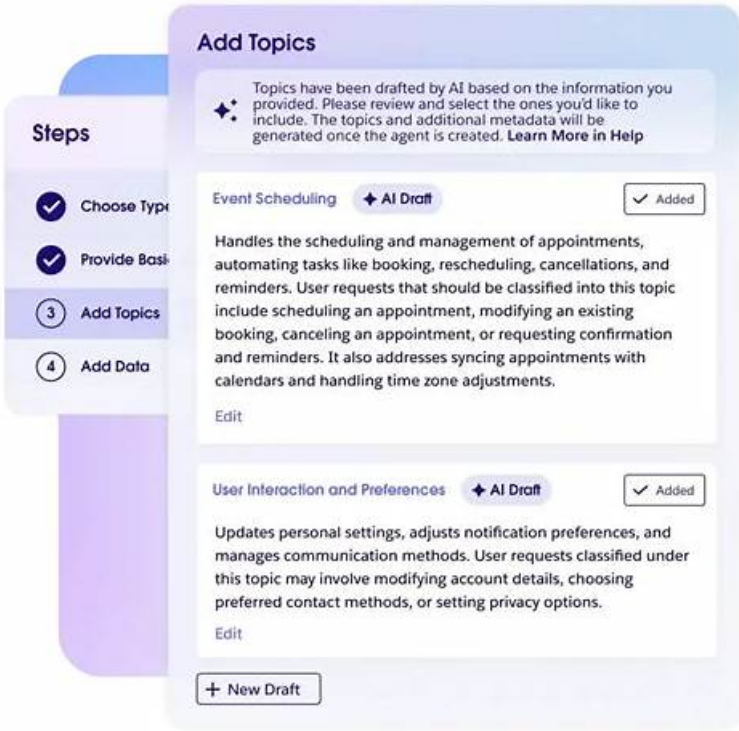 Steps
Choose Type
Provide Basi
3 Add Topics
4 Add Data
Add Topics
Topics have been drafted by AI based on the information you
provided. Please review and select the ones you'd like to
include. The topics and additional metadata will be
generated once the agent is created. Learn More in Help
Event Scheduling AI Draft Added
Handles the scheduling and management of appointments,
automating tasks like booking, rescheduling, cancellations, and
reminders. User requests that should be classified into this topic
include scheduling an appointment, modifying an existing
booking, canceling an appointment, or requesting confirmation
and reminders. It also addresses syncing appointments with
calendars and handling time zone adjustments.
Edit
User Interaction and Preferences AI Draft Added
Updates personal settings, adjusts notification preferences, and
manages communication methods. User requests classified under
this topic may involve modifying account details, choosing
preferred contact methods, or setting privacy options.
Edit
+ New Draft